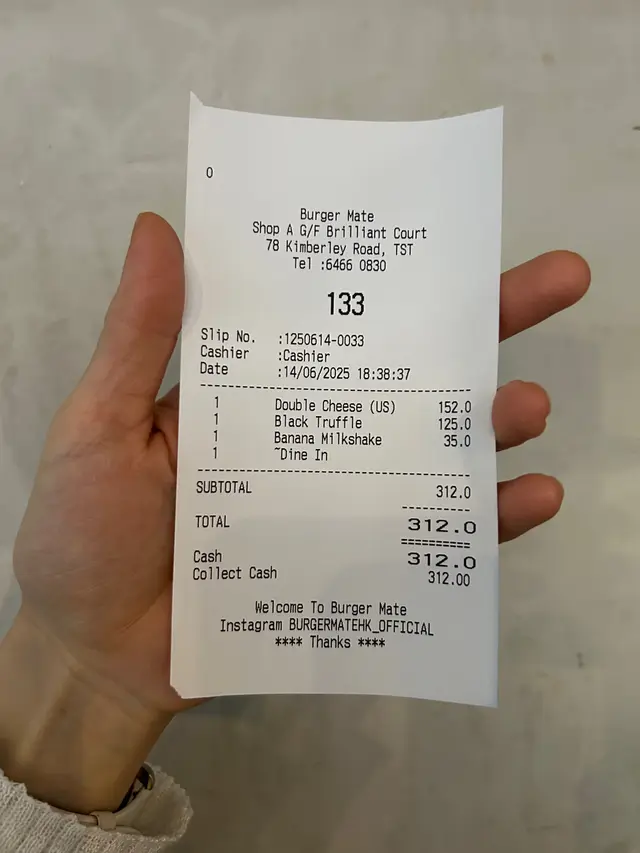 0
Burger Mate
Shop A G/F Brilliant Court
78 Kimberley Road, TST
Tel :6466 0830
133
Slip No. :1250614-0033
Cashier :Cashier
Date :14/06/2025 18:38:37
1 Double Cheese (US) 152.0
1 Black Truffle 125.0
1 Banana Milkshake 35.0
1 ~Dine In
SUBTOTAL 312.0
TOTAL 312.0
Cash 312.0
Collect Cash 312.00
Welcome To Burger Mate
Instagram BURGERMATEHK_OFFICIAL
**** Thanks ****